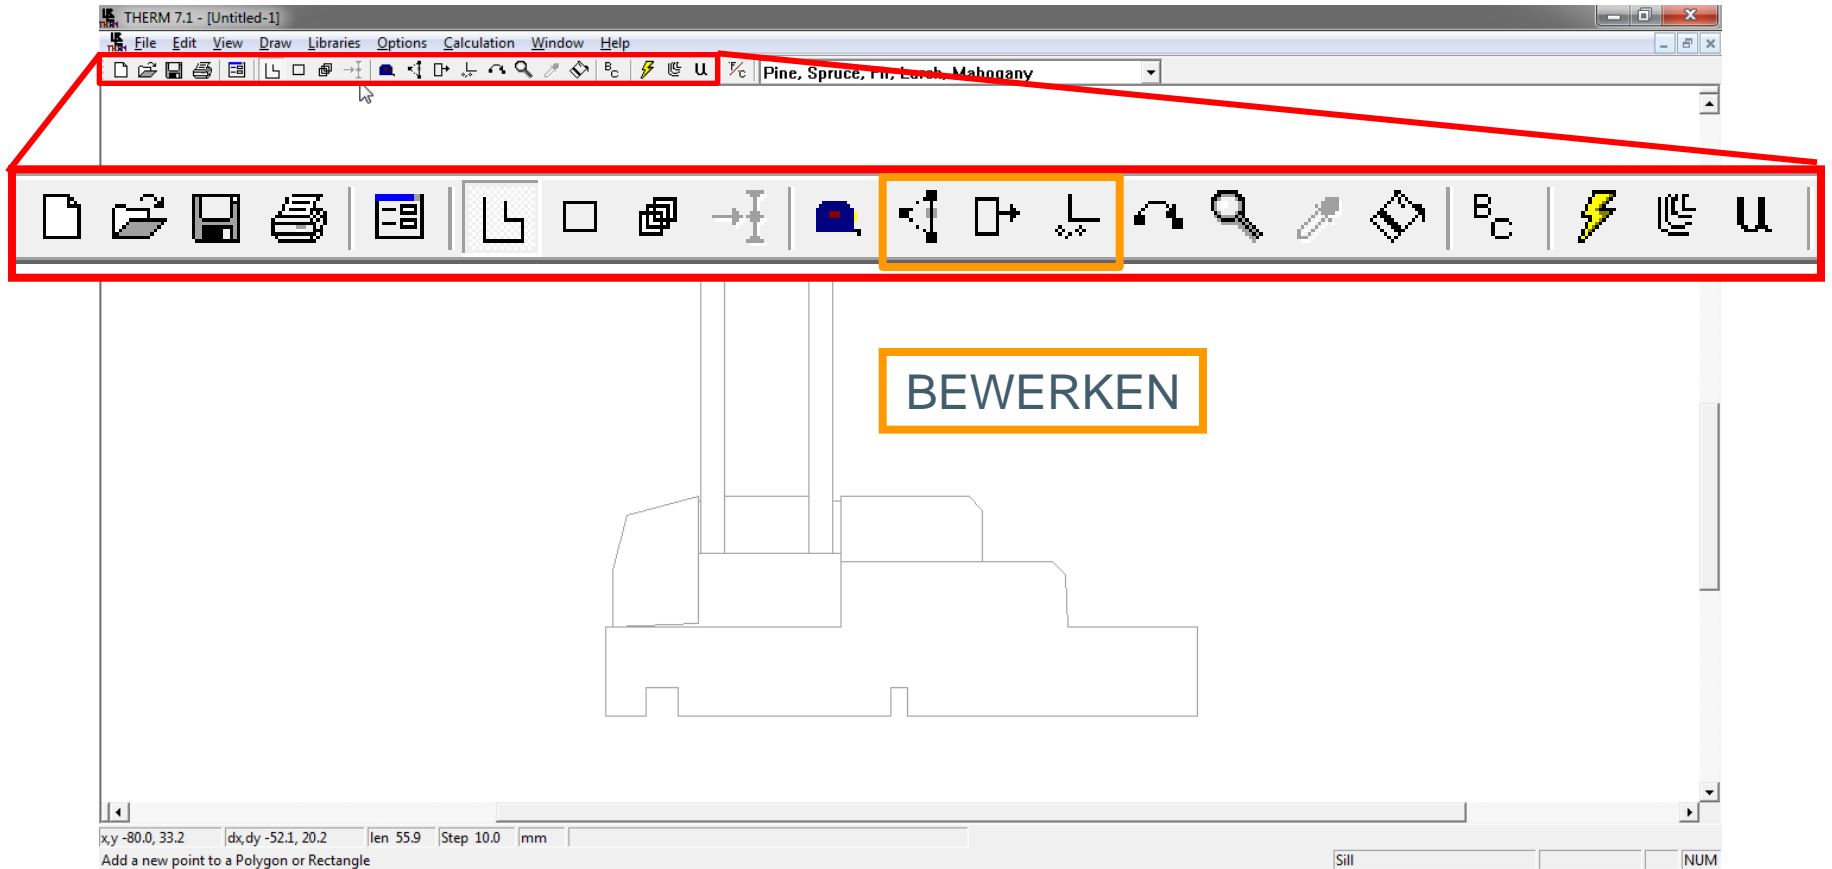 THERM 7.1 - [Untitled-1]
File Edit View Draw Libraries Options Calculation Window Help
BC U F/C Pine, Spruce, Fir, Larch, Mahogany
BC U
BEWERKEN
x,y -80.0, 33.2 dx,dy -52.1, 20.2 len 55.9 Step 10.0 mm
Add a new point to a Polygon or Rectangle Sill NUM